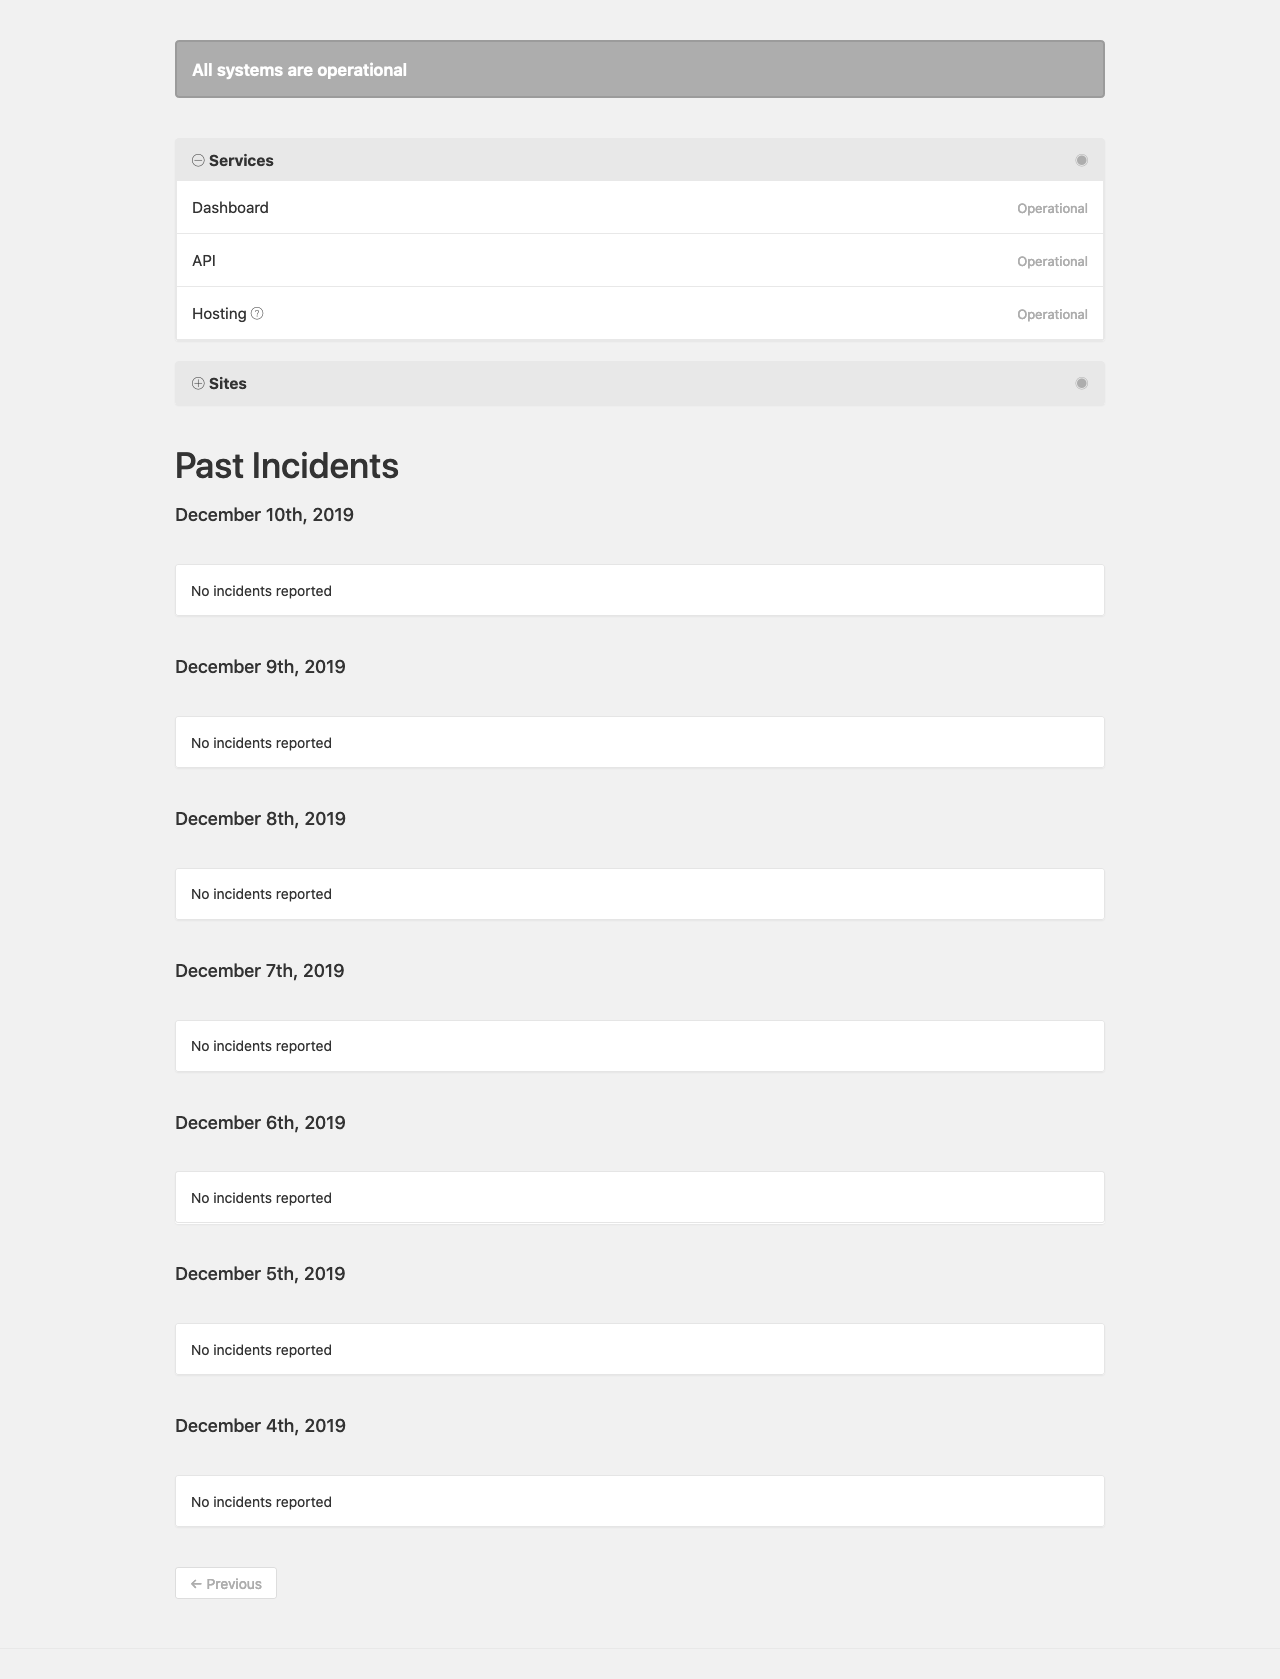 All systems are operational
Services
Dashboard Operational
API Operational
Hosting Operational
Sites
Past Incidents
December 10th, 2019
No incidents reported
December 9th, 2019
No incidents reported
December 8th, 2019
No incidents reported
December 7th, 2019
No incidents reported
December 6th, 2019
No incidents reported
December 5th, 2019
No incidents reported
December 4th, 2019
No incidents reported
← Previous